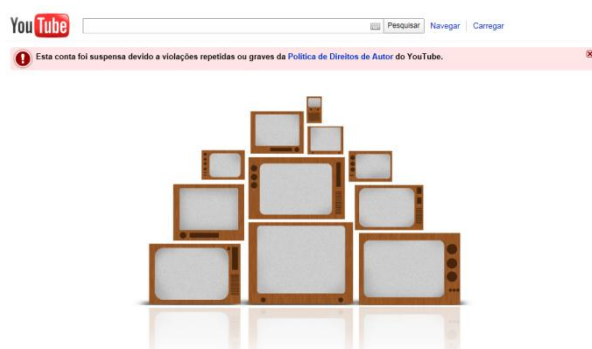 YouTube Pesquisar Navegar Carregar
Esta conta foi suspensa devido a violações repetidas ou graves da Política de Direitos de Autor do YouTube.